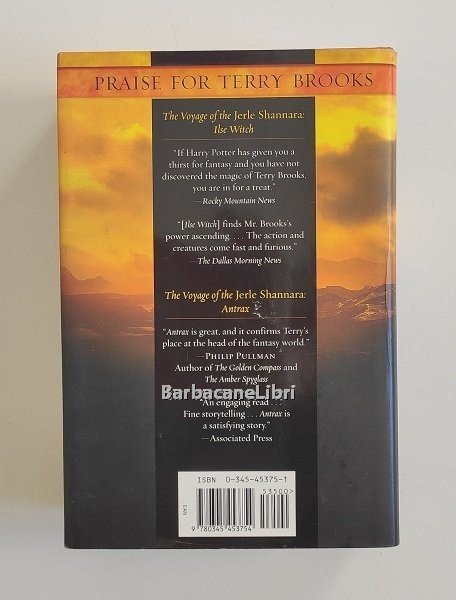 PRAISE FOR TERRY BROOKS
The Voyage of the Jerle Shannara:
Ilse Witch
"If Harry Potter has given you a
thirst for fantasy and you have not
discovered the magic of Terry Brooks,
you are in for a treat."
—Rocky Mountain News
"[Ilse Witch] finds Mr. Brooks's
power ascending. . . . The action and
creatures come fast and furious."
—The Dallas Morning News
The Voyage of the Jerle Shannara:
Antrax
"Antrax is great, and it confirms Terry's
place at the head of the fantasy world."
—PHILIP PULLMAN
Author of The Golden Compass and
The Amber Spyglass
BarbacaneLibri
"An engaging read . . .
Fine storytelling . . . Antrax is
a satisfying story."
—Associated Press
ISBN 0-345-45375-1
53500>
EAN
9 780345 453754